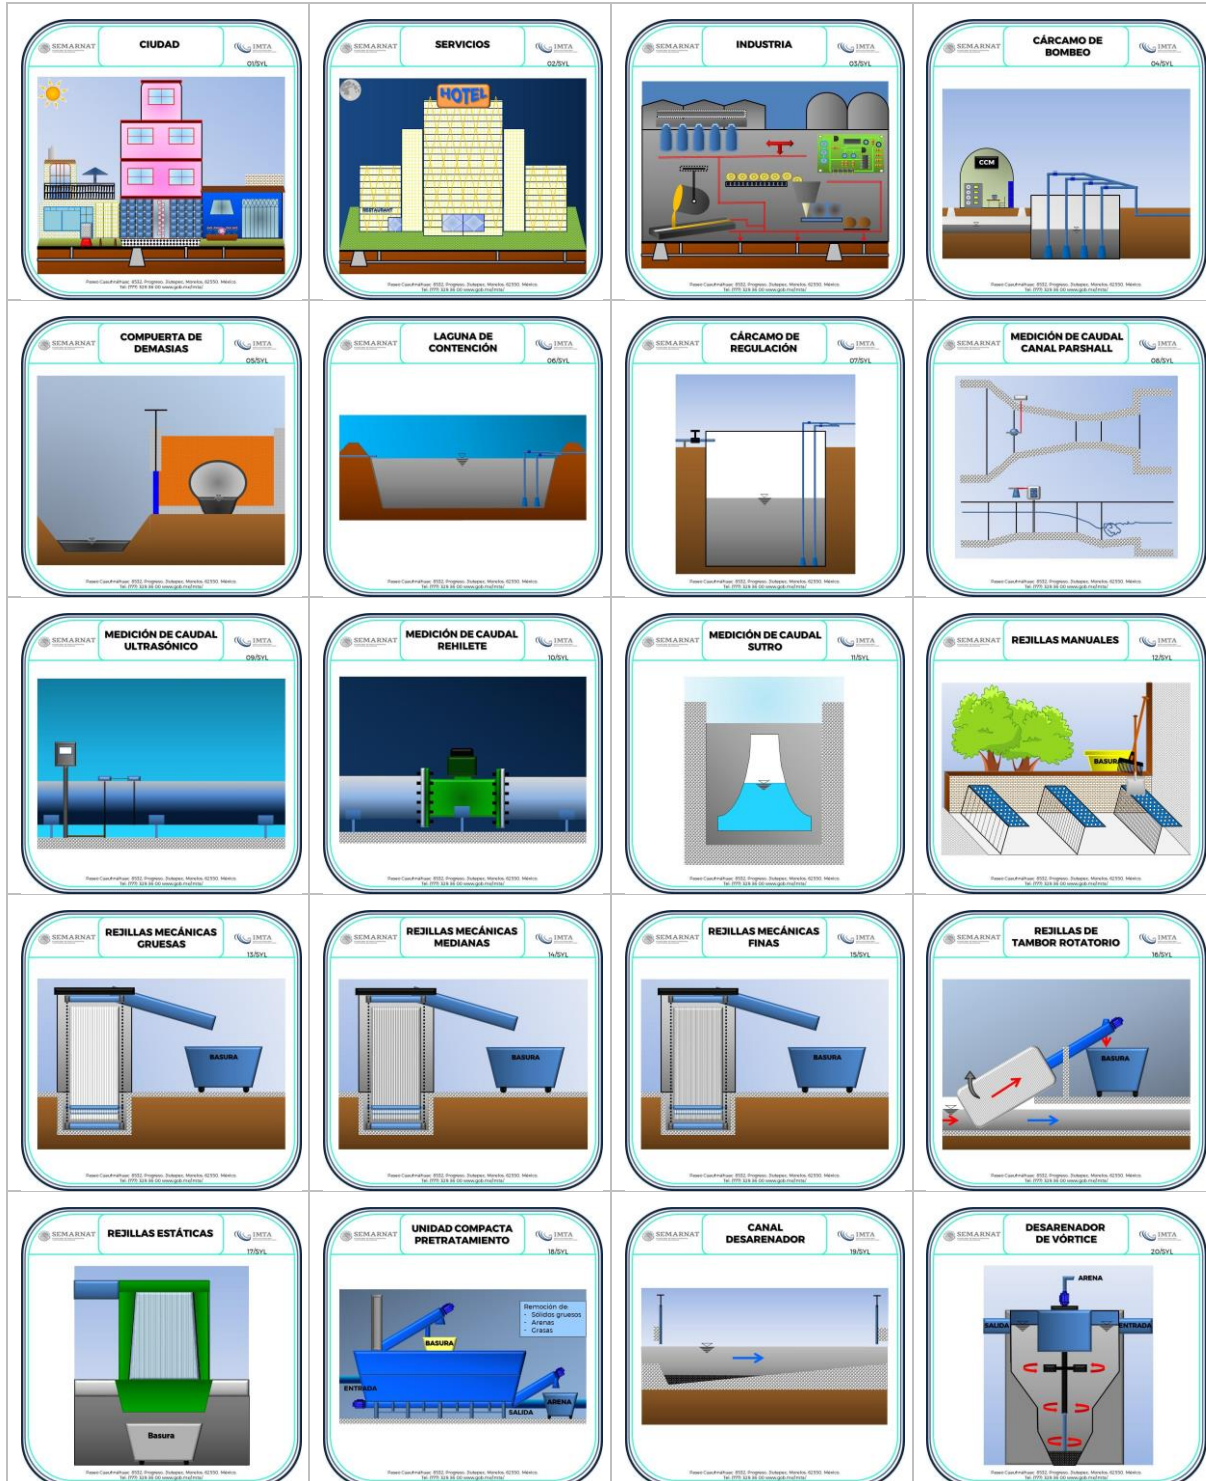 SEMARNAT
CIUDAD
IMTA
01/SYL
SEMARNAT
SERVICIOS
IMTA
02/SYL
HOTEL
RESTAURANT
SEMARNAT
INDUSTRIA
IMTA
03/SYL
SEMARNAT
CÁRCAMO DE
BOMBEO
IMTA
04/SYL
CCM
SEMARNAT
COMPUERTA DE
DEMASIAS
IMTA
05/SYL
SEMARNAT
LAGUNA DE
CONTENCIÓN
IMTA
06/SYL
SEMARNAT
CÁRCAMO DE
REGULACIÓN
IMTA
07/SYL
SEMARNAT
MEDICIÓN DE CAUDAL
CANAL PARSHALL
IMTA
08/SYL
SEMARNAT
MEDICIÓN DE CAUDAL
ULTRASÓNICO
IMTA
09/SYL
SEMARNAT
MEDICIÓN DE CAUDAL
REHILETE
IMTA
10/SYL
SEMARNAT
MEDICIÓN DE CAUDAL
SUTRO
IMTA
11/SYL
SEMARNAT
REJILLAS MANUALES
IMTA
12/SYL
BASURA
SEMARNAT
REJILLAS MECÁNICAS
GRUESAS
IMTA
13/SYL
BASURA
SEMARNAT
REJILLAS MECÁNICAS
MEDIANAS
IMTA
14/SYL
BASURA
SEMARNAT
REJILLAS MECÁNICAS
FINAS
IMTA
15/SYL
BASURA
SEMARNAT
REJILLAS DE
TAMBOR ROTATORIO
IMTA
16/SYL
BASURA
SEMARNAT
REJILLAS ESTÁTICAS
IMTA
17/SYL
Basura
SEMARNAT
UNIDAD COMPACTA
PRETRATAMIENTO
IMTA
18/SYL
Remoción de:
- Sólidos gruesos
- Arenas
- Grasas
BASURA
ENTRADA
SALIDA
ARENA
SEMARNAT
CANAL
DESARENADOR
IMTA
19/SYL
SEMARNAT
DESARENADOR
DE VÓRTICE
IMTA
20/SYL
ARENA
SALIDA
ENTRADA